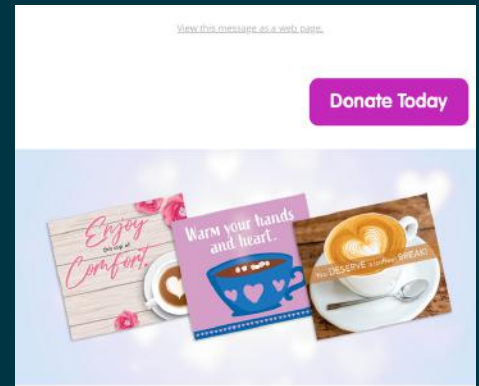 View this message as a web page.
Donate Today
Enjoy
this cup of
Comfort.
Warm your hands
and heart.
You DESERVE a coffee BREAK!